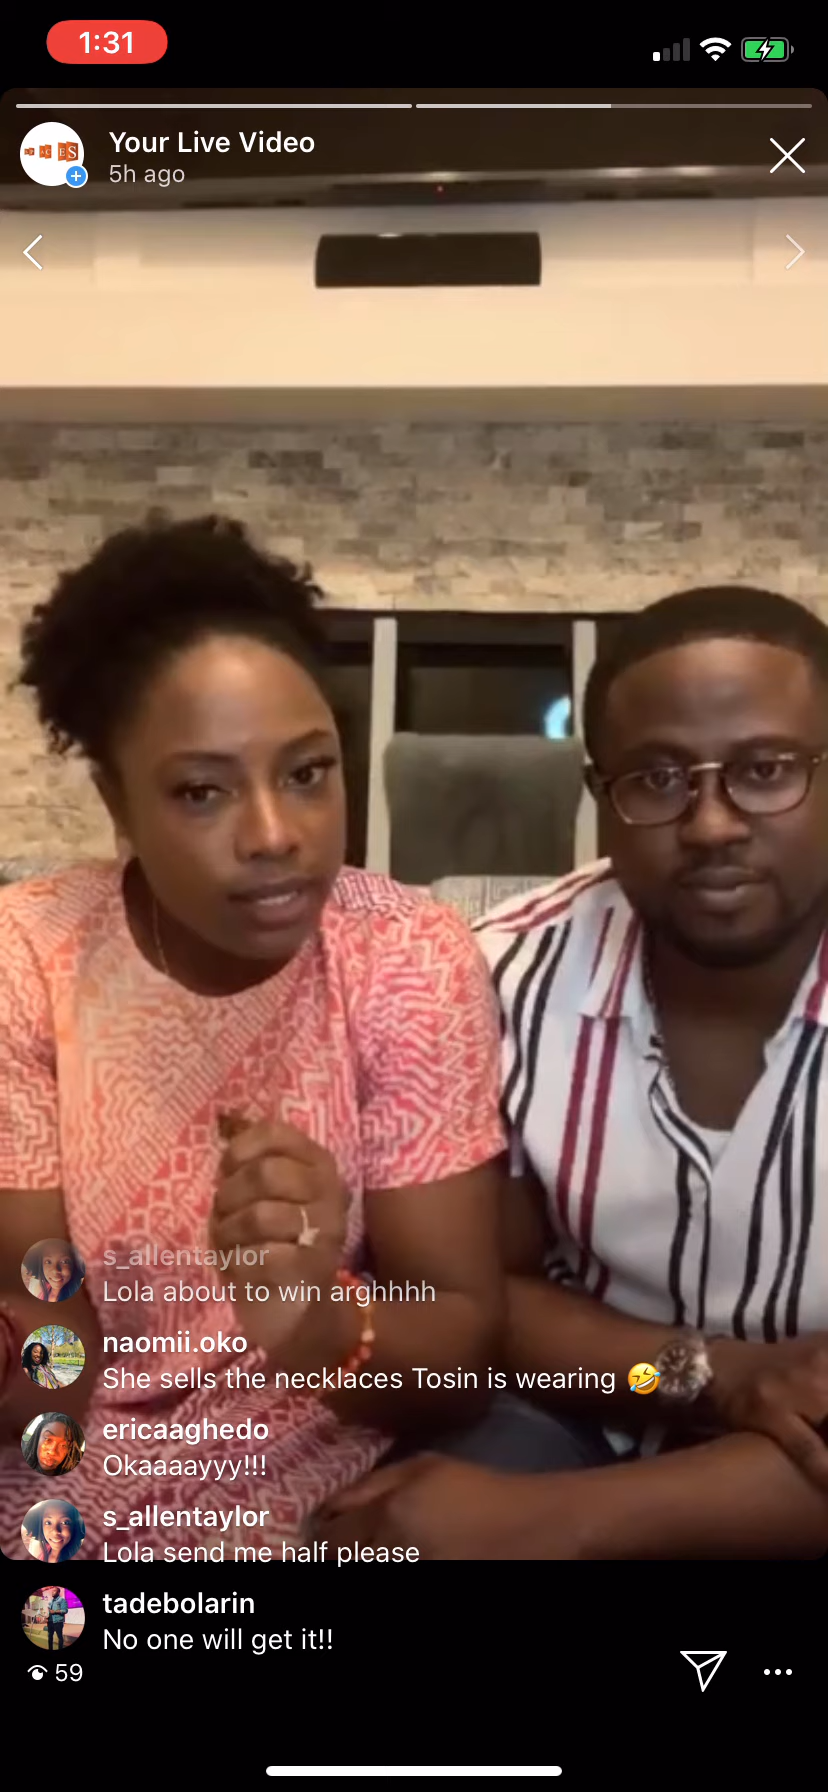 1:31
Your Live Video
5h ago
s_allentaylor
Lola about to win arghhhh
naomii.oko
She sells the necklaces Tosin is wearing 🤣
ericaaghedo
Okaaaayyy!!!
s_allentaylor
Lola send me half please
tadebolarin
No one will get it!!
59